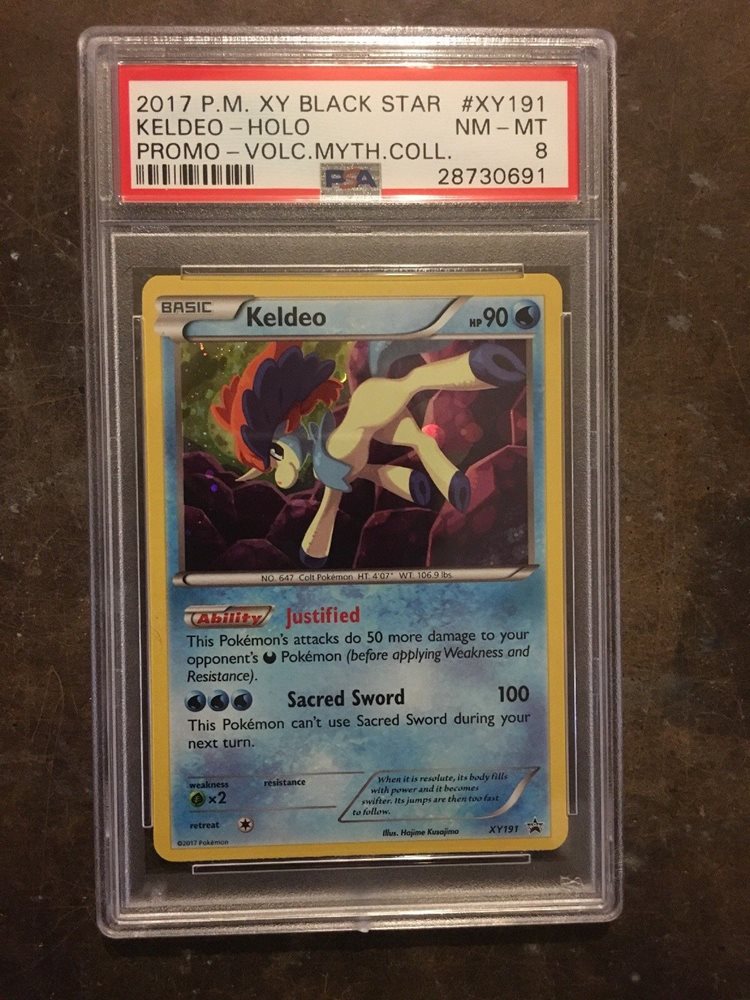 2017 P.M. XY BLACK STAR #XY191
KELDEO - HOLO NM - MT
PROMO - VOLC.MYTH.COLL. 8
PSA 28730691
BASIC Keldeo HP 90
NO. 647 Colt Pokémon HT: 4'07" WT: 106.9 lbs.
Ability Justified
This Pokémon's attacks do 50 more damage to your
opponent's Pokémon (before applying Weakness and
Resistance).
Sacred Sword 100
This Pokémon can't use Sacred Sword during your
next turn.
weakness resistance
×2
retreat
When it is resolute, its body fills
with power and it becomes
swifter. Its jumps are then too fast
to follow.
Illus. Hajime Kusajima XY191
©2017 Pokémon